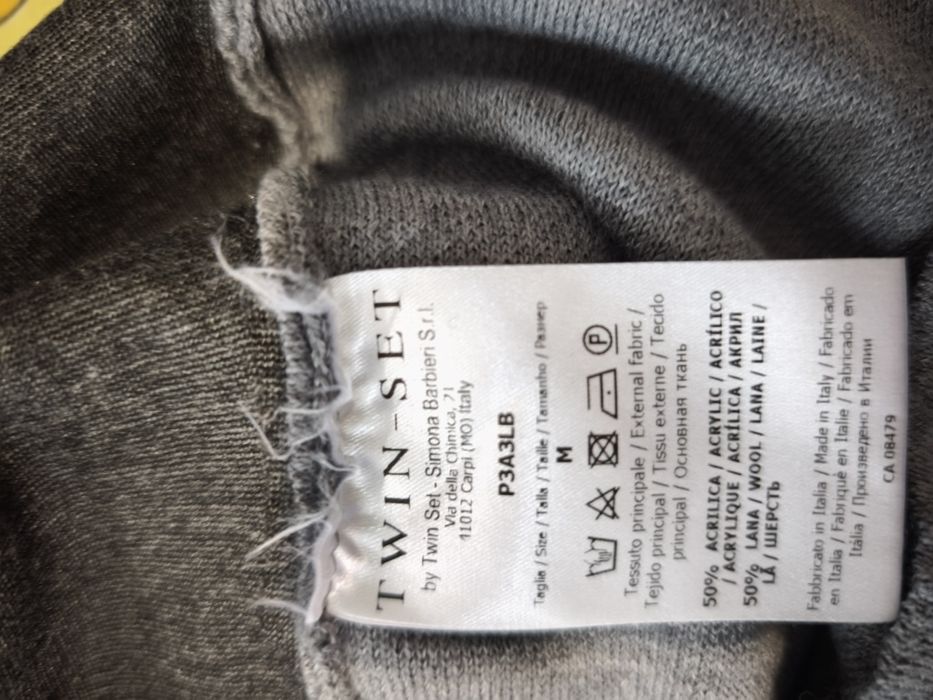 TWIN-SET
by Twin Set - Simona Barbieri S.r.l.
Via della Chimica, 21
41012 Carpi (MO) Italy
P3A3LB
Taglia / Size / Talla / Taille / Tamanho / Размер
M
P
Tessuto principale / External fabric /
Tejido principal / Tissu externe / Tecido
principal / Основная ткань
50% ACRILICA / ACRYLIC / ACRÍLICO
/ ACRYLIQUE / ACRÍLICA / АКРИЛ
50% LANA / WOOL / LANA / LAINE /
LÃ / ШЕРСТЬ
Fabbricato in Italia / Made in Italy / Fabricado
en Italia / Fabriqué en Italie / Fabricado em
Itália / Произведено в Италии
CA 08479